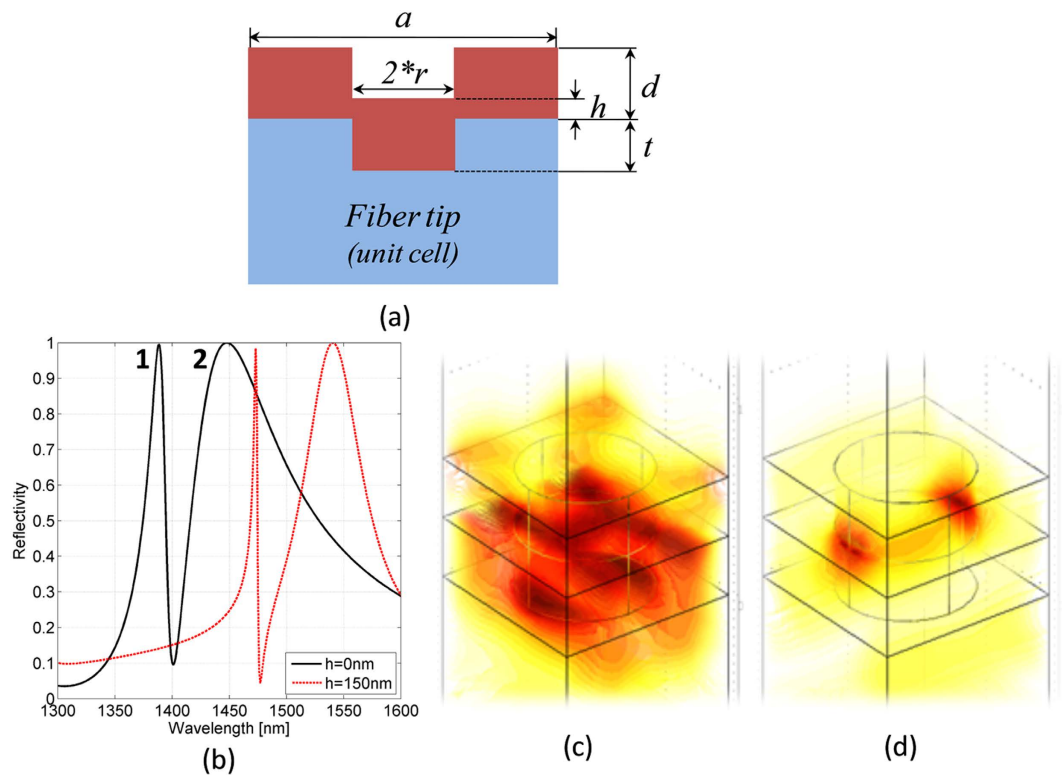 a
2*r
d
h
t
Fiber tip
(unit cell)
(a)
1
0.9
0.8
0.7
0.6
0.5
0.4
0.3
0.2
0.1
0
Reflectivity
1 2
h=0nm
h=150nm
1300 1350 1400 1450 1500 1550 1600
Wavelength [nm]
(b)
(c)
(d)